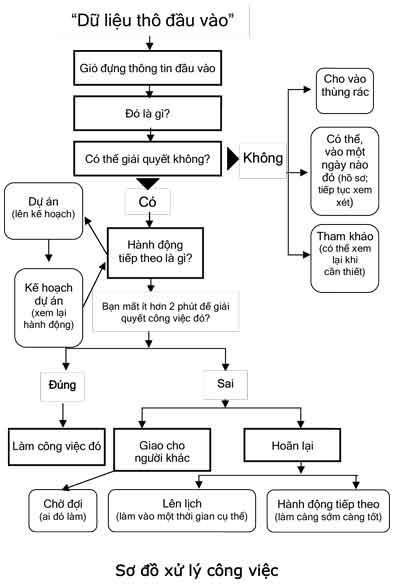 “Dữ liệu thô đầu vào”
Giỏ đựng thông tin đầu vào
Đó là gì?
Có thể giải quyết không?
Không
Cho vào
thùng rác
Có thể,
vào một
ngày nào
đó (hồ sơ;
tiếp tục xem
xét)
Tham khảo
(có thể xem
lại khi
cần thiết)
Có
Dự án
(lên kế hoạch)
Hành động
tiếp theo là gì?
Kế hoạch
dự án
(xem lại
hành động)
Bạn mất ít hơn 2 phút để giải
quyết công việc đó?
Đúng
Sai
Làm công việc đó
Giao cho
người khác
Hoãn lại
Chờ đợi
(ai đó làm)
Lên lịch
(làm vào một thời gian cụ thể)
Hành động tiếp theo
(làm càng sớm càng tốt)
Sơ đồ xử lý công việc